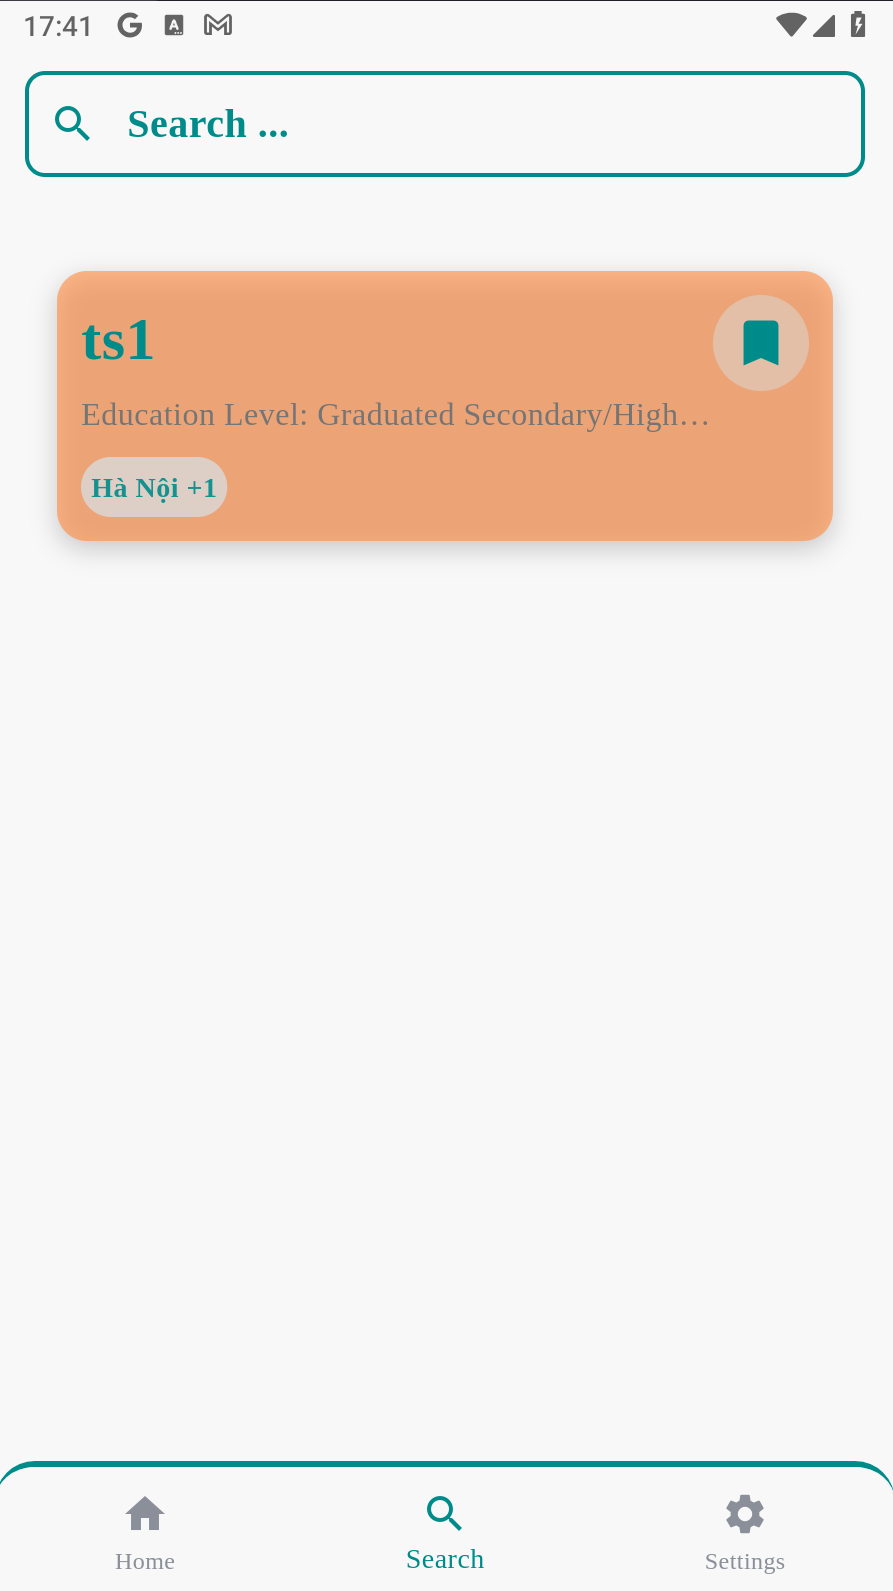 17:41
Search ...
ts1
Education Level: Graduated Secondary/High…
Hà Nội +1
Home
Search
Settings